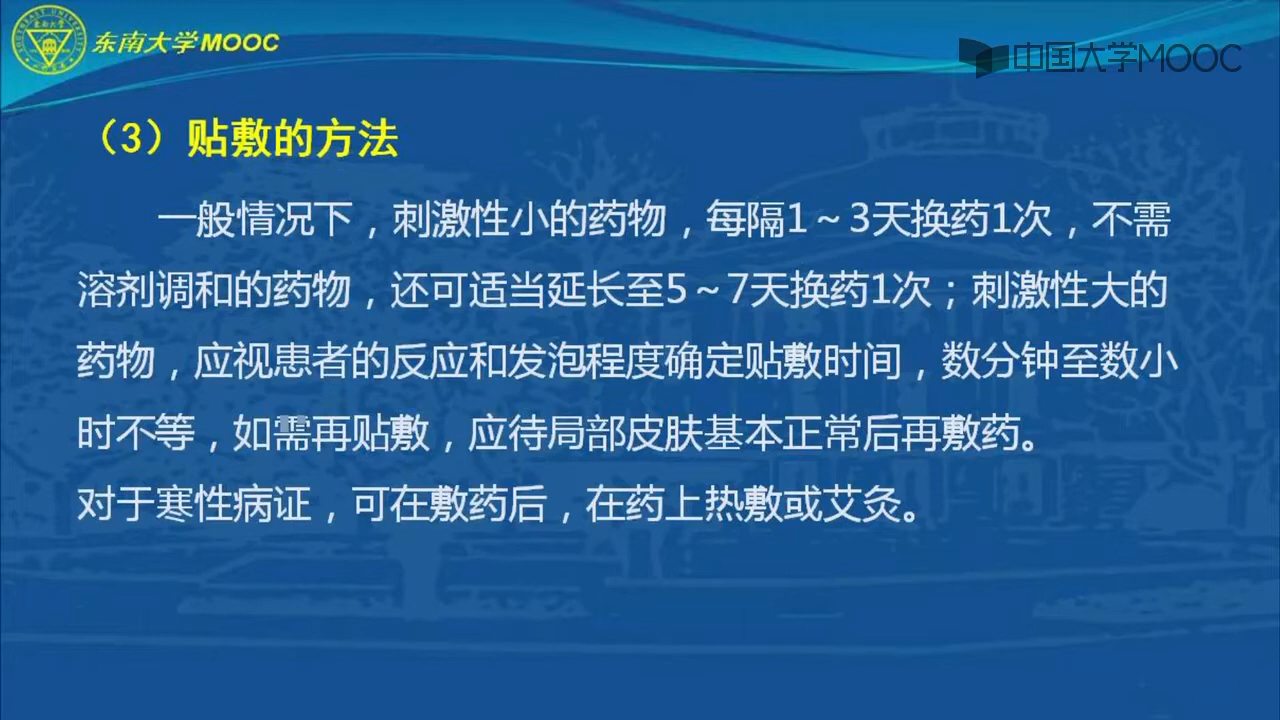 东南大学MOOC
中国大学MOOC
（3）贴敷的方法
一般情况下，刺激性小的药物，每隔1～3天换药1次，不需
溶剂调和的药物，还可适当延长至5～7天换药1次；刺激性大的
药物，应视患者的反应和发泡程度确定贴敷时间，数分钟至数小
时不等，如需再贴敷，应待局部皮肤基本正常后再敷药。
对于寒性病证，可在敷药后，在药上热敷或艾灸。